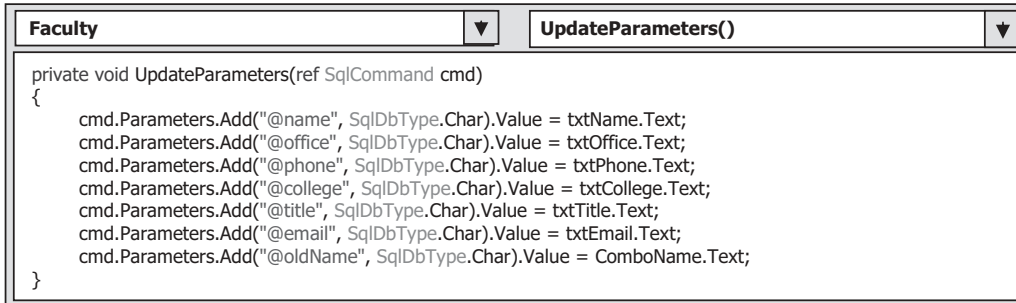 Faculty
UpdateParameters()
private void UpdateParameters(ref SqlCommand cmd)
{
cmd.Parameters.Add("@name", SqlDbType.Char).Value = txtName.Text;
cmd.Parameters.Add("@office", SqlDbType.Char).Value = txtOffice.Text;
cmd.Parameters.Add("@phone", SqlDbType.Char).Value = txtPhone.Text;
cmd.Parameters.Add("@college", SqlDbType.Char).Value = txtCollege.Text;
cmd.Parameters.Add("@title", SqlDbType.Char).Value = txtTitle.Text;
cmd.Parameters.Add("@email", SqlDbType.Char).Value = txtEmail.Text;
cmd.Parameters.Add("@oldName", SqlDbType.Char).Value = ComboName.Text;
}